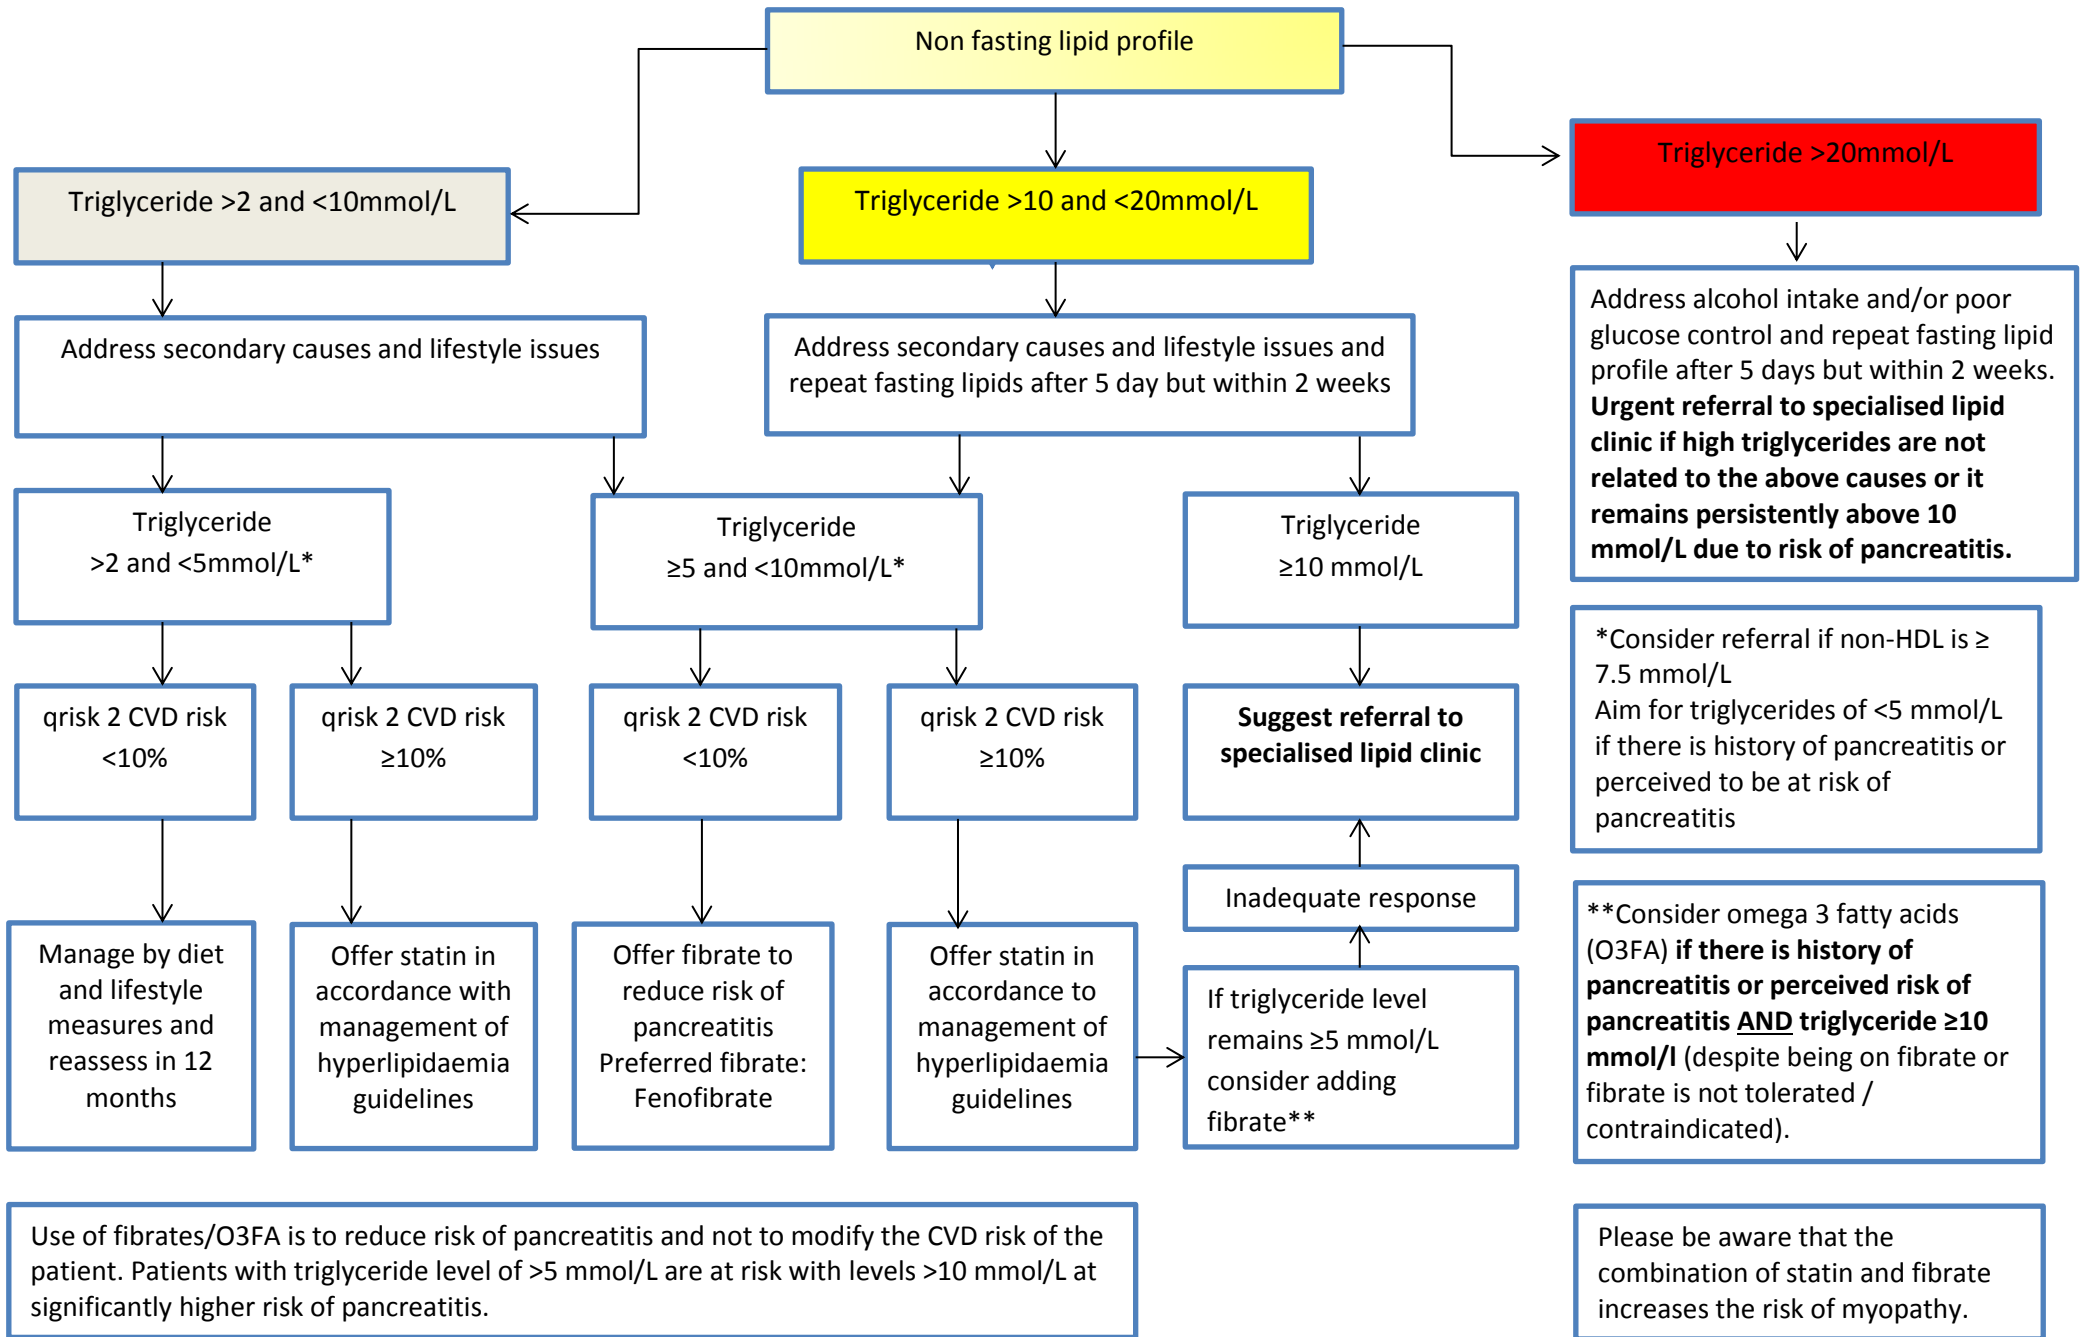 Non fasting lipid profile
Triglyceride >20mmol/L
Triglyceride >2 and <10mmol/L
Triglyceride >10 and <20mmol/L
Address secondary causes and lifestyle issues
Address secondary causes and lifestyle issues and
repeat fasting lipids after 5 day but within 2 weeks
Address alcohol intake and/or poor
glucose control and repeat fasting lipid
profile after 5 days but within 2 weeks.
Urgent referral to specialised lipid
clinic if high triglycerides are not
related to the above causes or it
remains persistently above 10
mmol/L due to risk of pancreatitis.
Triglyceride
>2 and <5mmol/L*
Triglyceride
≥5 and <10mmol/L*
Triglyceride
≥10 mmol/L
*Consider referral if non-HDL is ≥
7.5 mmol/L
Aim for triglycerides of <5 mmol/L
if there is history of pancreatitis or
perceived to be at risk of
pancreatitis
qrisk 2 CVD risk
<10%
qrisk 2 CVD risk
≥10%
qrisk 2 CVD risk
<10%
qrisk 2 CVD risk
≥10%
Suggest referral to
specialised lipid clinic
Inadequate response
Manage by diet
and lifestyle
measures and
reassess in 12
months
Offer statin in
accordance with
management of
hyperlipidaemia
guidelines
Offer fibrate to
reduce risk of
pancreatitis
Preferred fibrate:
Fenofibrate
Offer statin in
accordance to
management of
hyperlipidaemia
guidelines
If triglyceride level
remains ≥5 mmol/L
consider adding
fibrate**
**Consider omega 3 fatty acids
(O3FA) if there is history of
pancreatitis or perceived risk of
pancreatitis AND triglyceride ≥10
mmol/l (despite being on fibrate or
fibrate is not tolerated /
contraindicated).
Use of fibrates/O3FA is to reduce risk of pancreatitis and not to modify the CVD risk of the
patient. Patients with triglyceride level of >5 mmol/L are at risk with levels >10 mmol/L at
significantly higher risk of pancreatitis.
Please be aware that the
combination of statin and fibrate
increases the risk of myopathy.